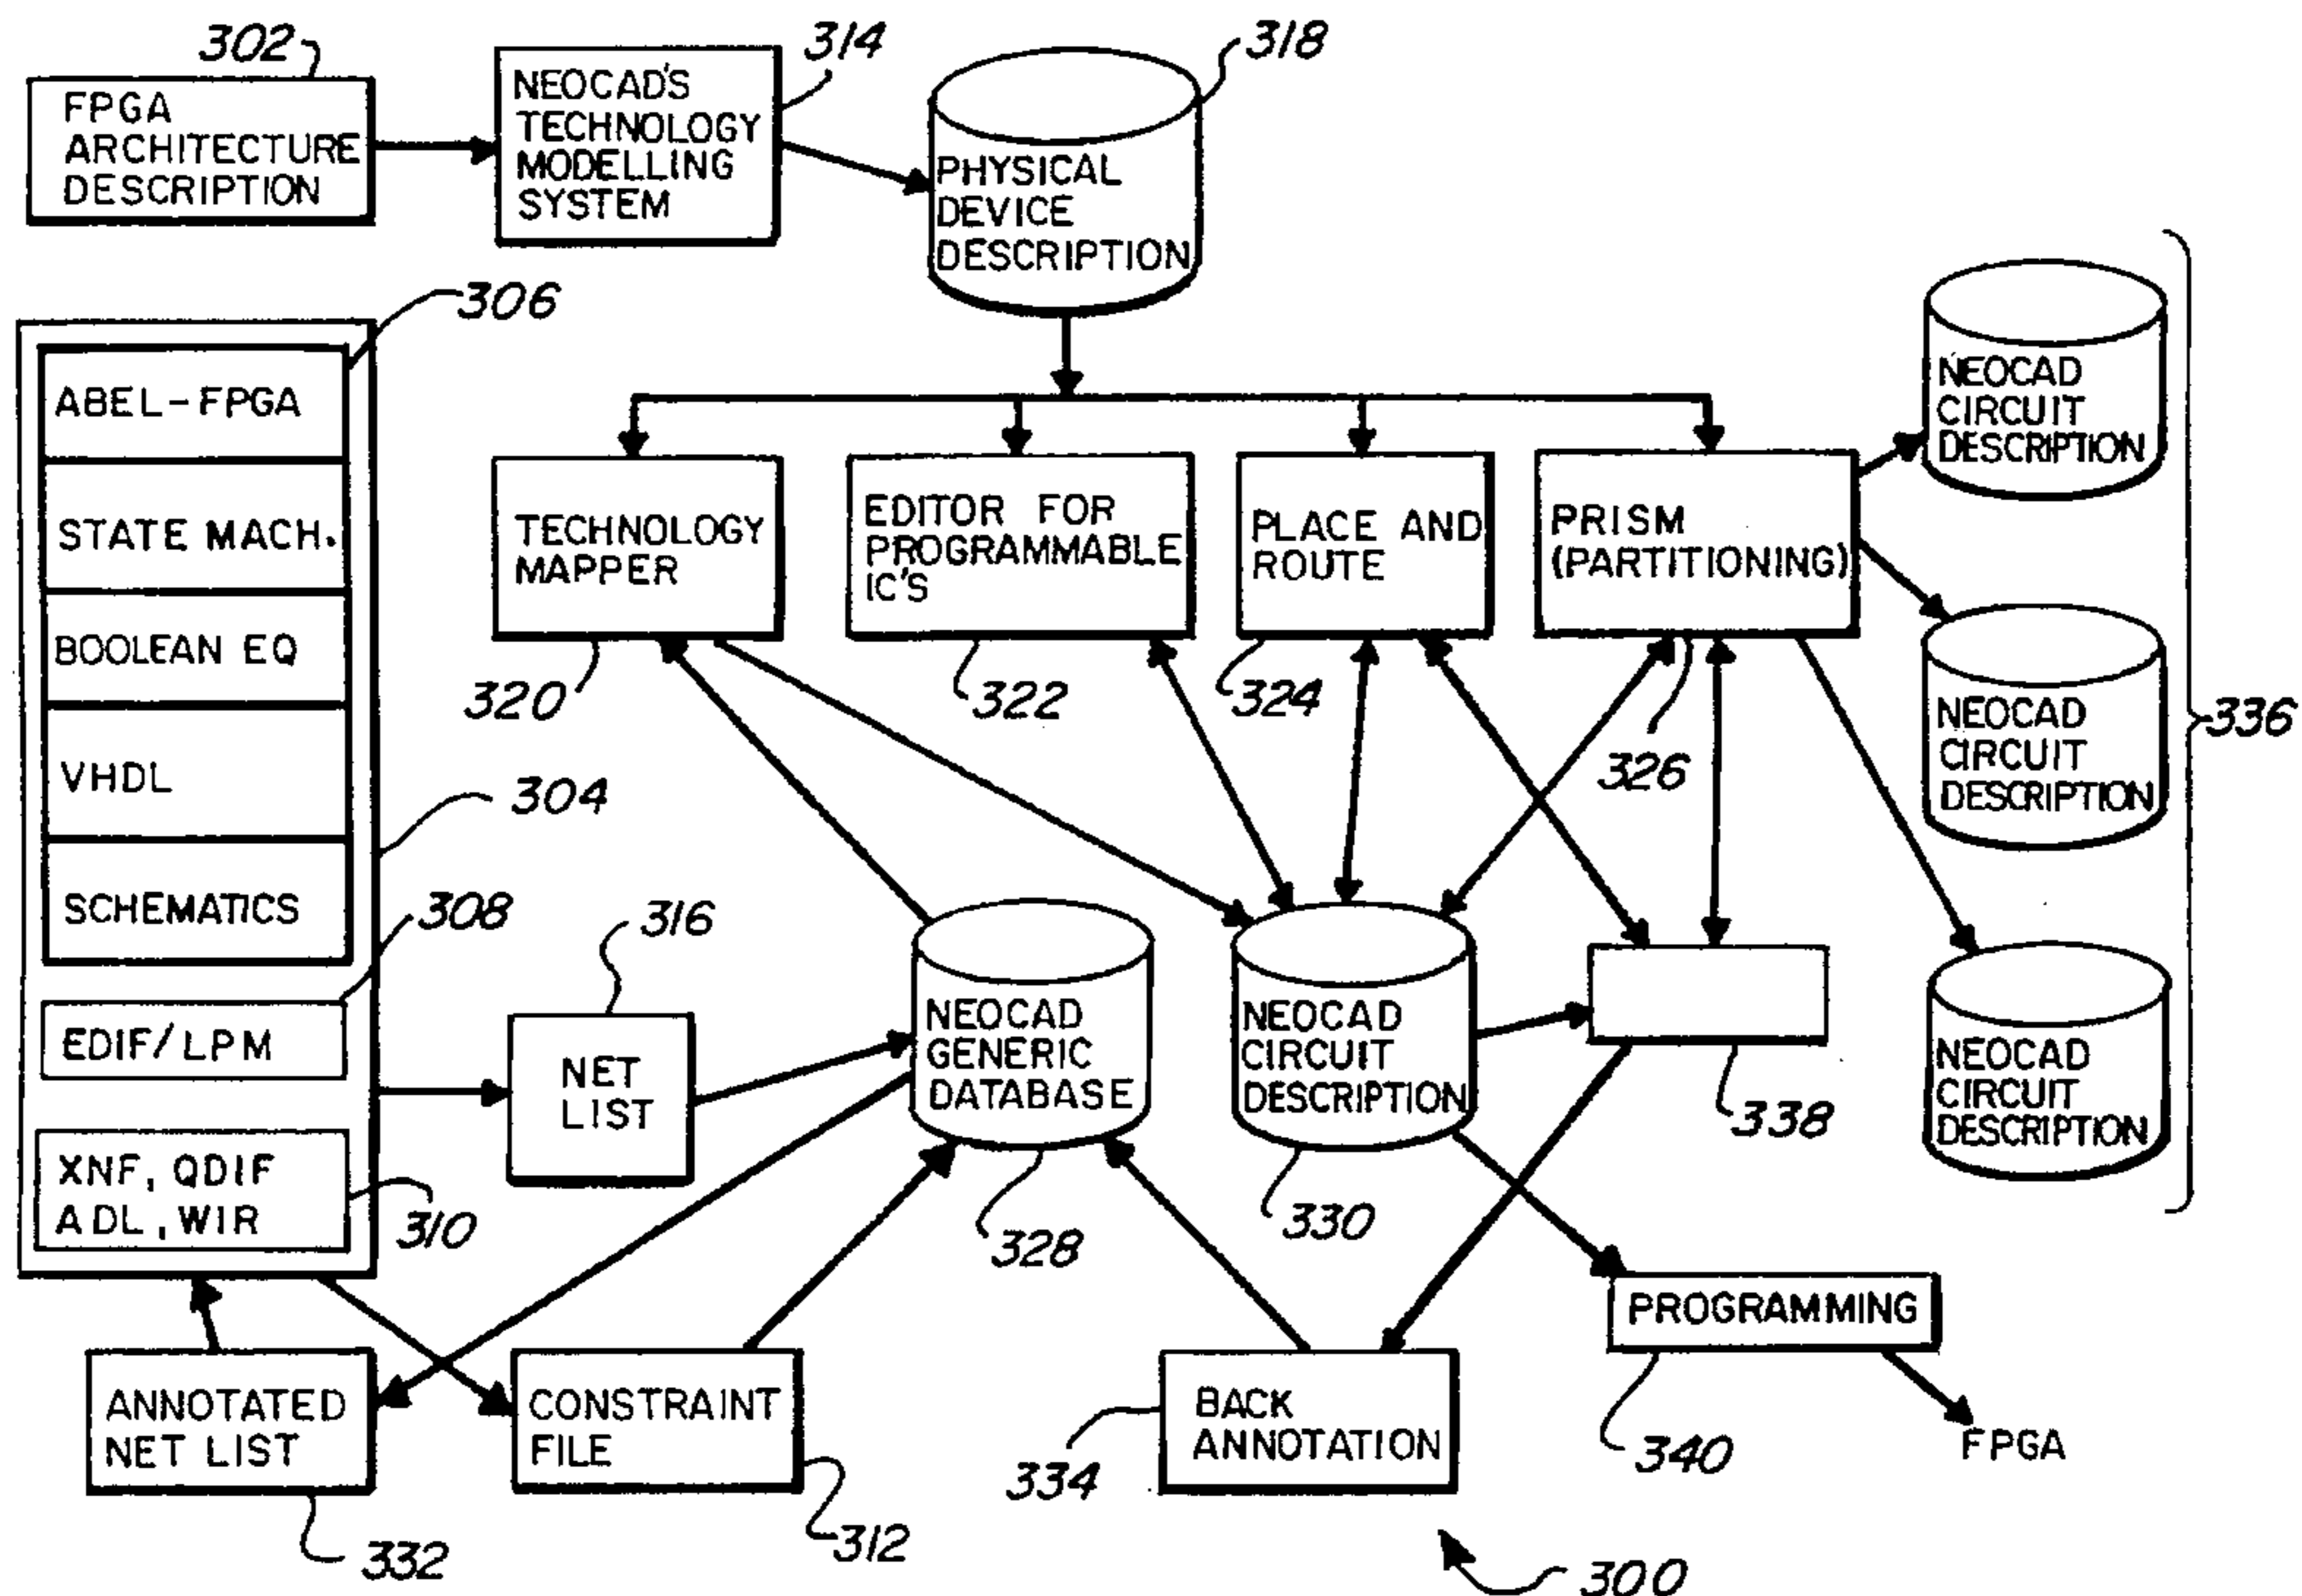 302
314
318
FPGA
ARCHITECTURE
DESCRIPTION
NEOCAD'S
TECHNOLOGY
MODELLING
SYSTEM
PHYSICAL
DEVICE
DESCRIPTION
306
ABEL-FPGA
STATE MACH.
BOOLEAN EQ
VHDL
SCHEMATICS
304
308
EDIF/LPM
XNF, QDIF
ADL, WIR
310
TECHNOLOGY
MAPPER
320
EDITOR FOR
PROGRAMMABLE
IC'S
322
PLACE AND
ROUTE
324
PRISM
(PARTITIONING)
326
NEOCAD
CIRCUIT
DESCRIPTION
NEOCAD
CIRCUIT
DESCRIPTION
NEOCAD
CIRCUIT
DESCRIPTION
336
316
NET
LIST
NEOCAD
GENERIC
DATABASE
328
NEOCAD
CIRCUIT
DESCRIPTION
330
338
ANNOTATED
NET LIST
332
CONSTRAINT
FILE
312
BACK
ANNOTATION
334
PROGRAMMING
340
FPGA
300